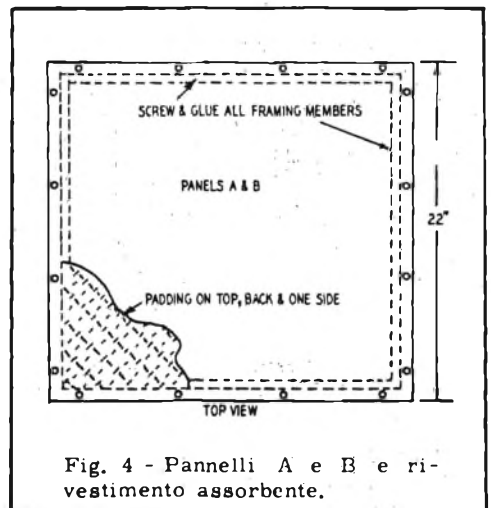 SCREW & GLUE ALL FRAMING MEMBERS
PANELS A & B
22"
PADDING ON TOP, BACK & ONE SIDE
TOP VIEW
Fig. 4 - Pannelli A e B e ri-
vestimento assorbente.